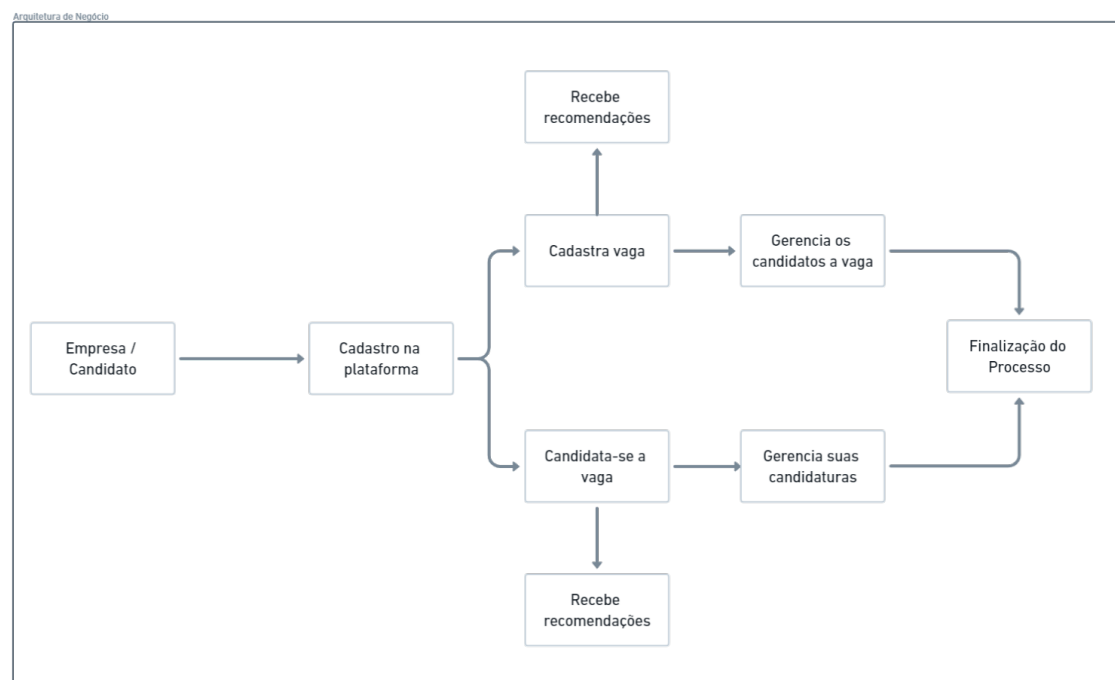 Arquitetura de Negócio
Recebe
recomendações
Cadastra vaga
Gerencia os
candidatos a vaga
Empresa /
Candidato
Cadastro na
plataforma
Finalização do
Processo
Candidata-se a
vaga
Gerencia suas
candidaturas
Recebe
recomendações